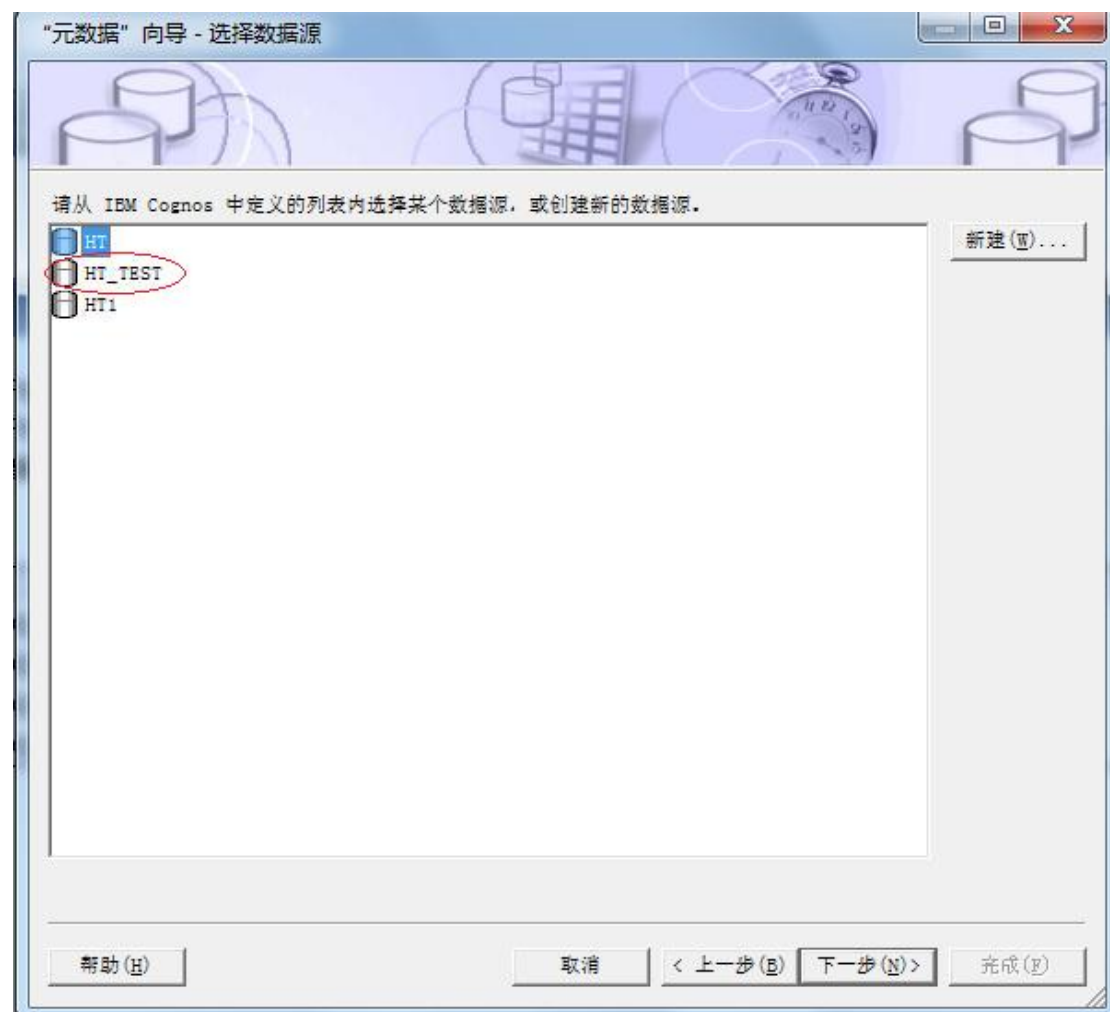 “元数据” 向导 - 选择数据源
请从 IBM Cognos 中定义的列表内选择某个数据源，或创建新的数据源。
HT
新建(W)...
HT_TEST
HT1
帮助(H)
取消
< 上一步(B)
下一步(N)>
完成(F)